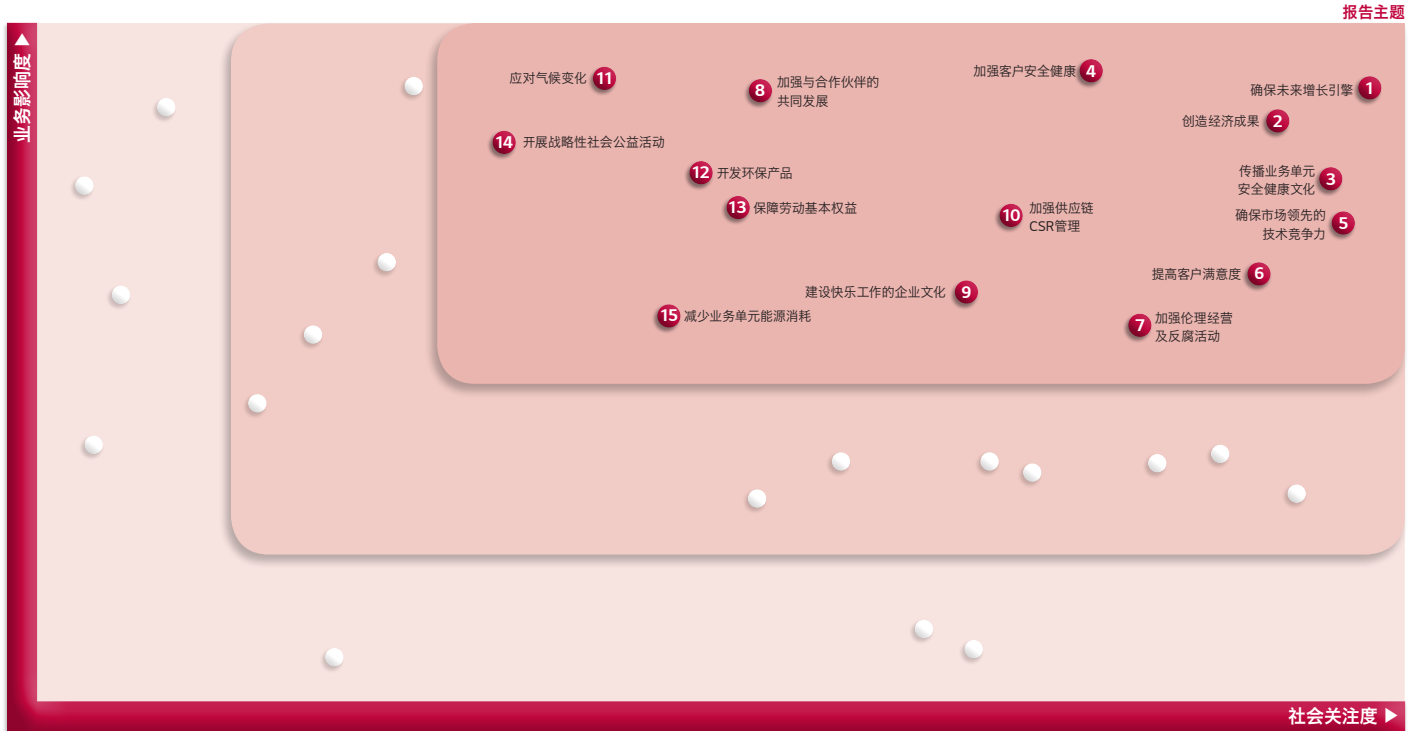 报告主题
▲
业务影响度
应对气候变化 11
8 加强与合作伙伴的
共同发展
加强客户安全健康 4
确保未来增长引擎 1
创造经济成果 2
14 开展战略性社会公益活动
12 开发环保产品
传播业务单元
安全健康文化 3
13 保障劳动基本权益
10 加强供应链
CSR管理
确保市场领先的
技术竞争力 5
提高客户满意度 6
建设快乐工作的企业文化 9
15 减少业务单元能源消耗
7 加强伦理经营
及反腐活动
社会关注度 ▶